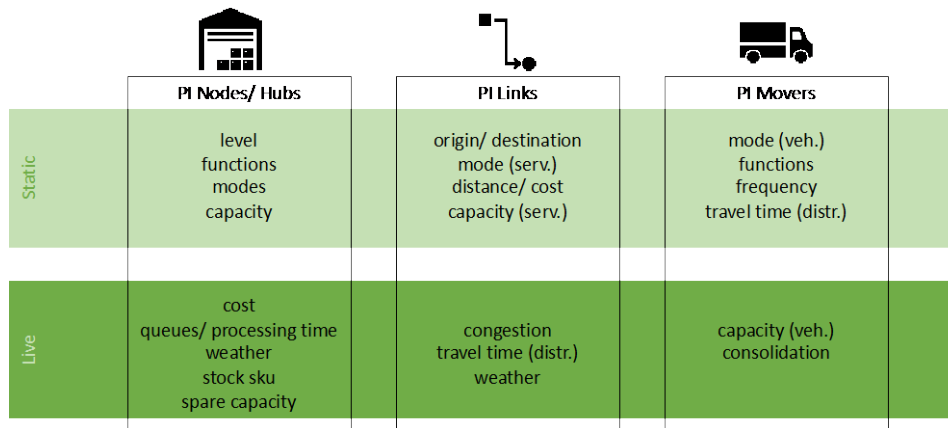 PI Nodes/ Hubs
PI Links
PI Movers
Static
level
functions
modes
capacity
origin/ destination
mode (serv.)
distance/ cost
capacity (serv.)
mode (veh.)
functions
frequency
travel time (distr.)
Live
cost
queues/ processing time
weather
stock sku
spare capacity
congestion
travel time (distr.)
weather
capacity (veh.)
consolidation